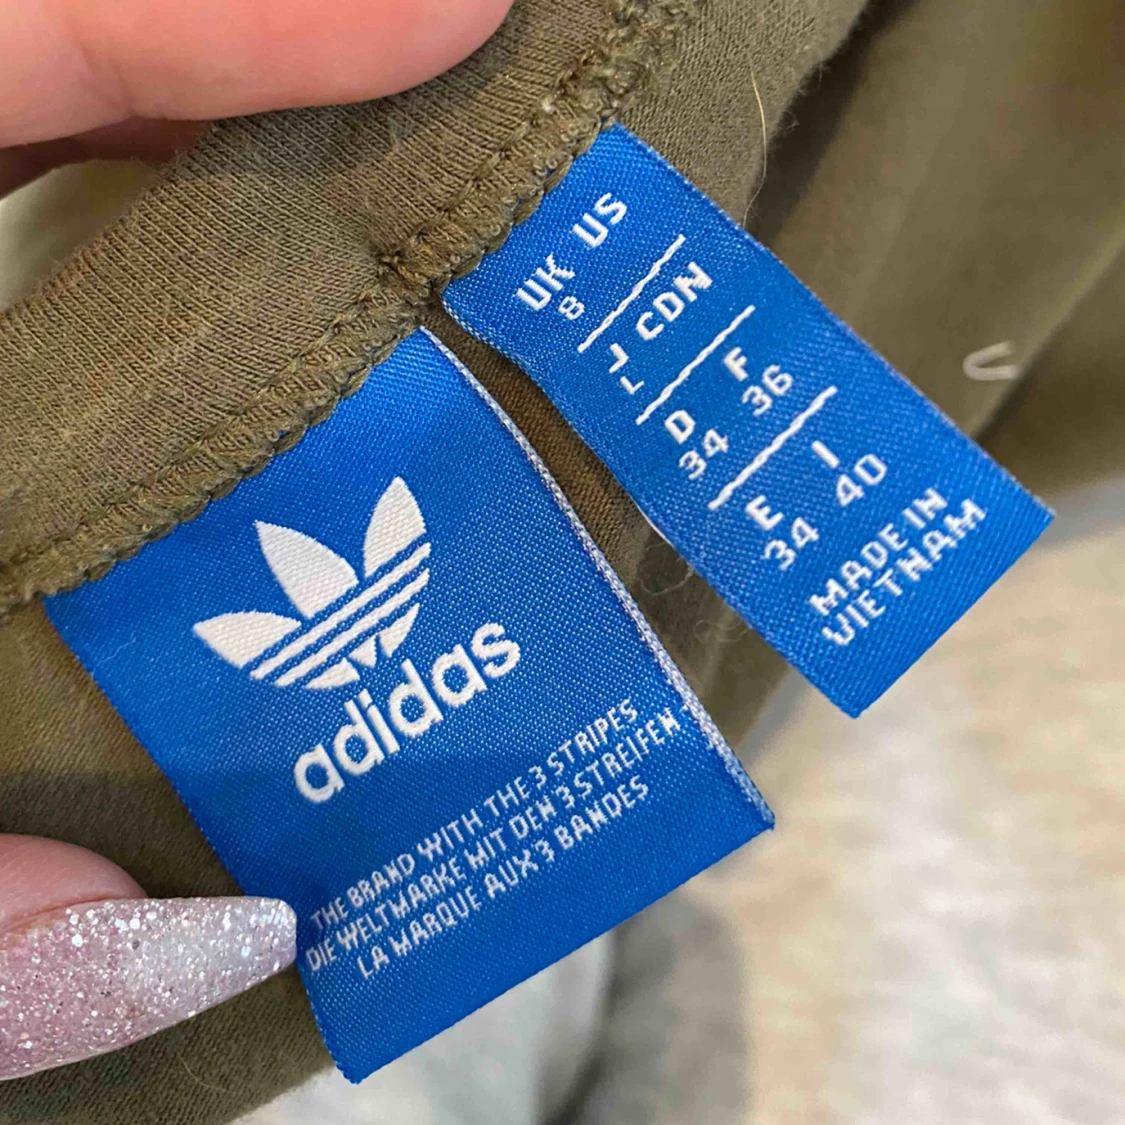 adidas
THE BRAND WITH THE 3 STRIPES
DIE WELTMARKE MIT DEN 3 STREIFEN
LA MARQUE AUX 3 BANDES
UK US
8
J CDN
L
D F
34 36
E I
34 40
MADE IN
VIETNAM